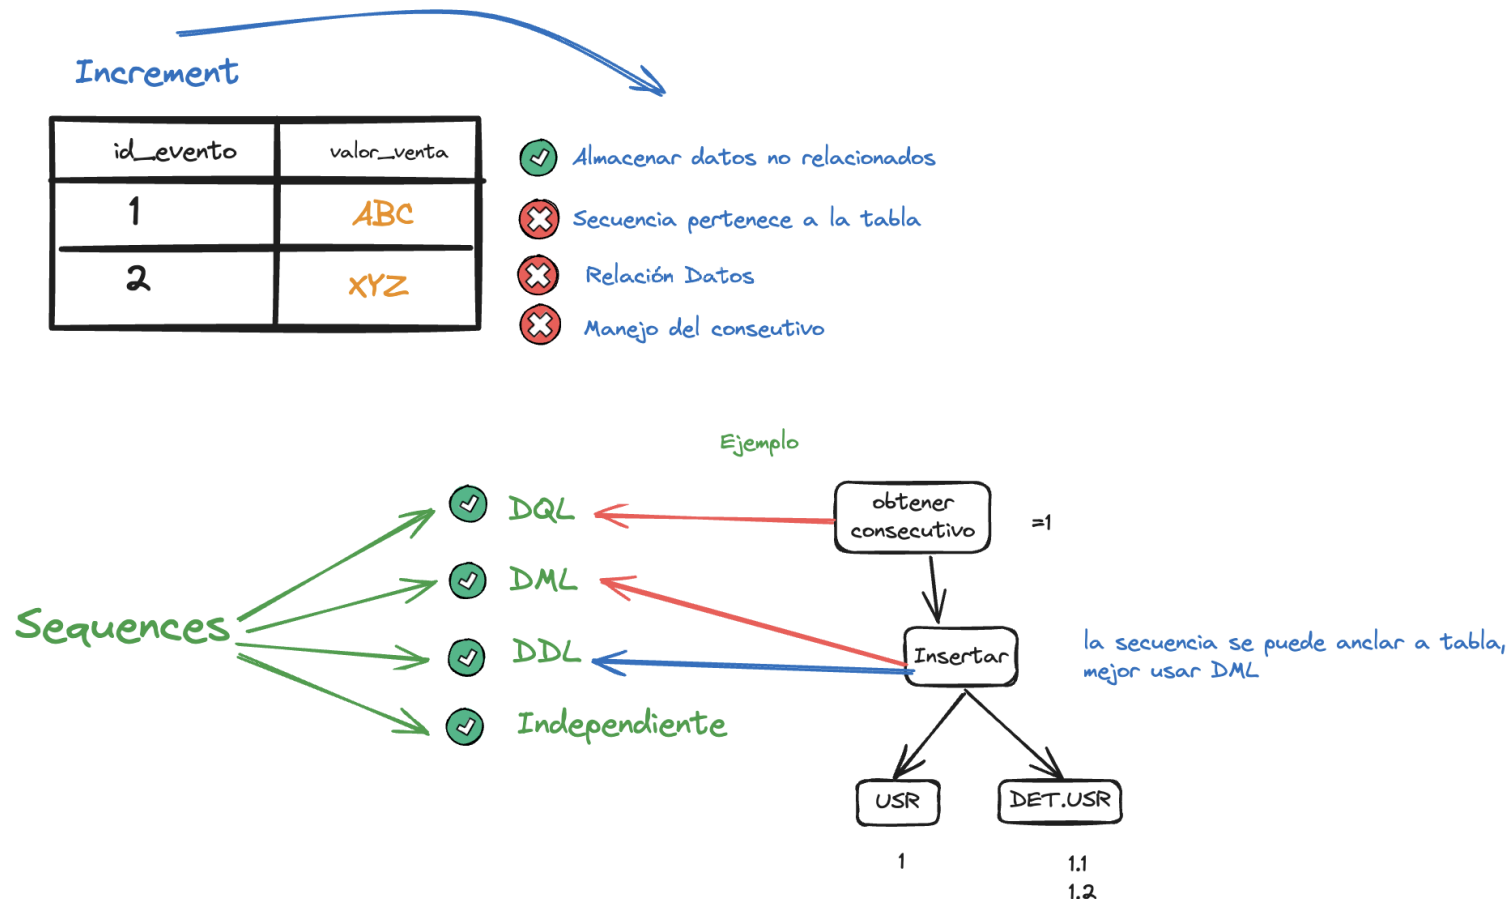 Increment
id_evento
valor_venta
1
ABC
2
XYZ
Almacenar datos no relacionados
Secuencia pertenece a la tabla
Relación Datos
Manejo del conseutivo
Ejemplo
Sequences
DQL
DML
DDL
Independiente
obtener
consecutivo
=1
Insertar
la secuencia se puede anclar a tabla,
mejor usar DML
USR
DET.USR
1
1.1
1.2